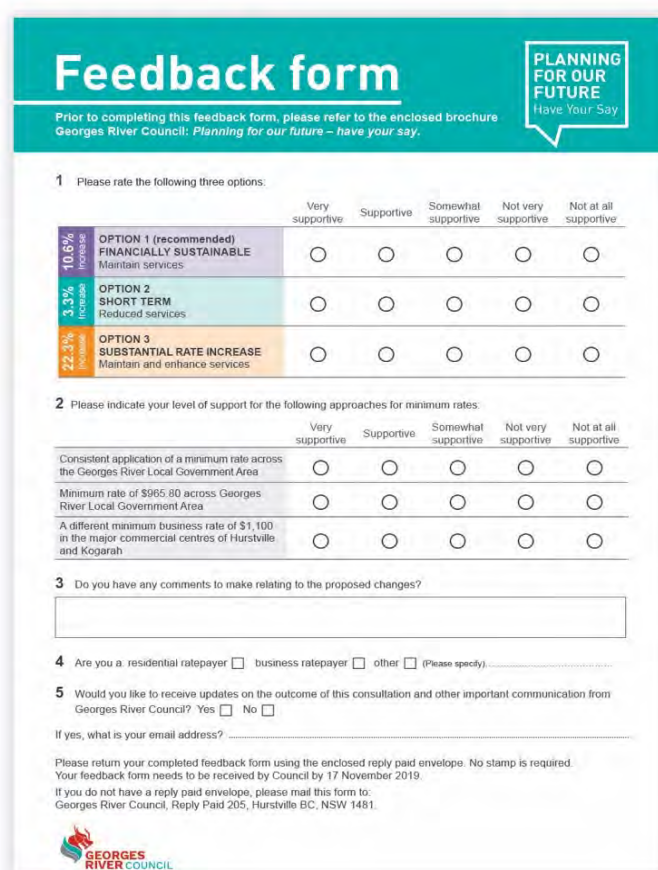 Feedback form
PLANNING
FOR OUR
FUTURE
Have Your Say
Prior to completing this feedback form, please refer to the enclosed brochure
Georges River Council: Planning for our future – have your say.
1 Please rate the following three options:
Very supportive Supportive Somewhat supportive Not very supportive Not at all supportive
10.6% Increase
OPTION 1 (recommended)
FINANCIALLY SUSTAINABLE
Maintain services
3.3% Increase
OPTION 2
SHORT TERM
Reduced services
22.3% Increase
OPTION 3
SUBSTANTIAL RATE INCREASE
Maintain and enhance services
2 Please indicate your level of support for the following approaches for minimum rates:
Very supportive Supportive Somewhat supportive Not very supportive Not at all supportive
Consistent application of a minimum rate across
the Georges River Local Government Area
Minimum rate of $965.80 across Georges
River Local Government Area
A different minimum business rate of $1,100
in the major commercial centres of Hurstville
and Kogarah
3 Do you have any comments to make relating to the proposed changes?
4 Are you a: residential ratepayer business ratepayer other (Please specify)
5 Would you like to receive updates on the outcome of this consultation and other important communication from
Georges River Council? Yes No
If yes, what is your email address?
Please return your completed feedback form using the enclosed reply paid envelope. No stamp is required.
Your feedback form needs to be received by Council by 17 November 2019.
If you do not have a reply paid envelope, please mail this form to:
Georges River Council, Reply Paid 205, Hurstville BC, NSW 1481.
GEORGES
RIVER COUNCIL